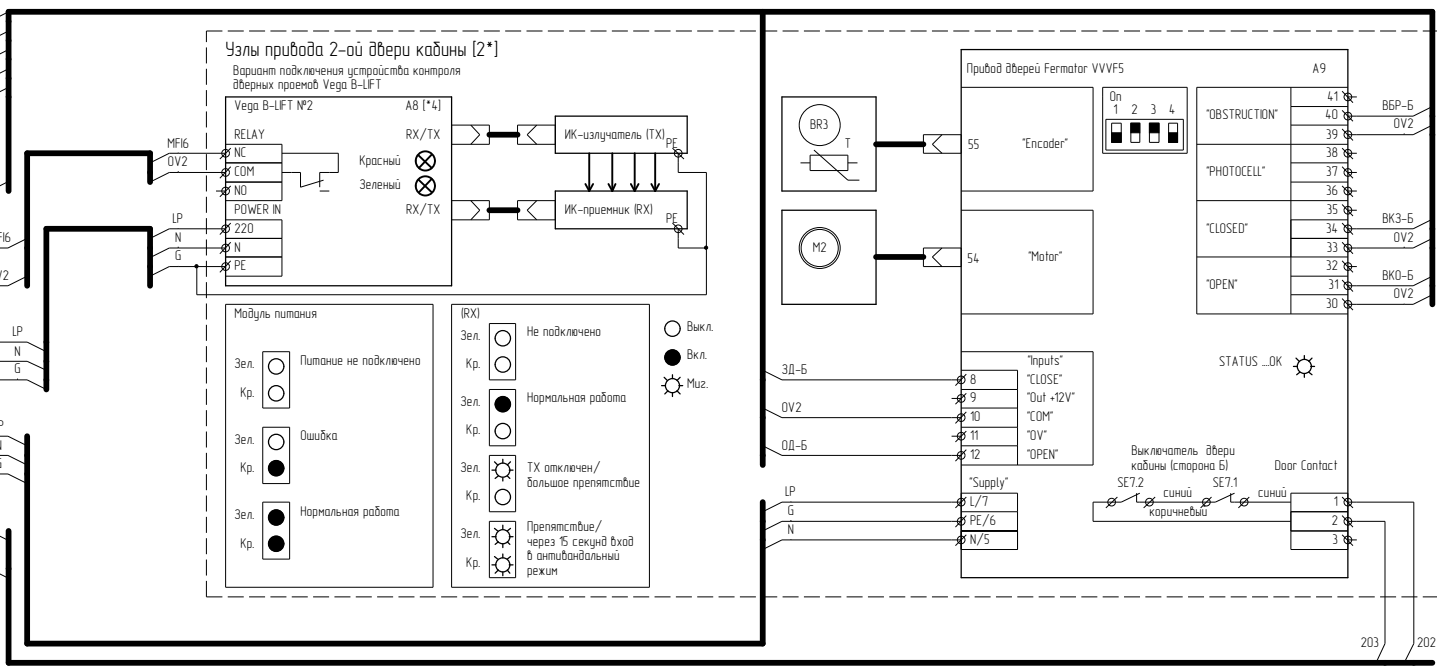 Узлы привода 2-ой двери кабины [2*]
Вариант подключения устройства контроля
дверных проемов Vega B-LIFT
Vega B-LIFT №2 A8 [*4]
RELAY
NC
COM
NO
POWER IN
220
N
PE
RX/TX
Красный
Зеленый
RX/TX
MF16
0V2
LP
N
G
ИК-излучатель (TX)
PE
ИК-приемник (RX)
PE
LP
N
G
Модуль питания
Зел.
Кр.
Питание не подключено
Зел.
Кр.
Ошибка
Зел.
Кр.
Нормальная работа
(RX)
Зел.
Кр.
Не подключено
Зел.
Кр.
Нормальная работа
Зел.
Кр.
TX отключен/
большое препятствие
Зел.
Кр.
Препятствие/
через 15 секунд вход
в антивандальный
режим
Выкл.
Вкл.
Миг.
Привод дверей Fermator VVVF5 A9
BR3
T
55 "Encoder"
M2
54 "Motor"
On
1 2 3 4
"OBSTRUCTION"
"PHOTOCELL"
"CLOSED"
"OPEN"
41
40
39
38
37
36
35
34
33
32
31
30
ВБР-Б
0V2
ВКЗ-Б
0V2
ВКО-Б
0V2
STATUS ....OK
"Inputs"
ЗД-Б
8 "CLOSE"
9 "Out +12V"
0V2
10 "COM"
11 "0V"
ОД-Б
12 "OPEN"
"Supply"
LP
L/7
G
PE/6
N
N/5
Выключатель двери
кабины (сторона Б)
SE7.2 синий SE7.1 синий
коричневый
Door Contact
1
2
3
203
202